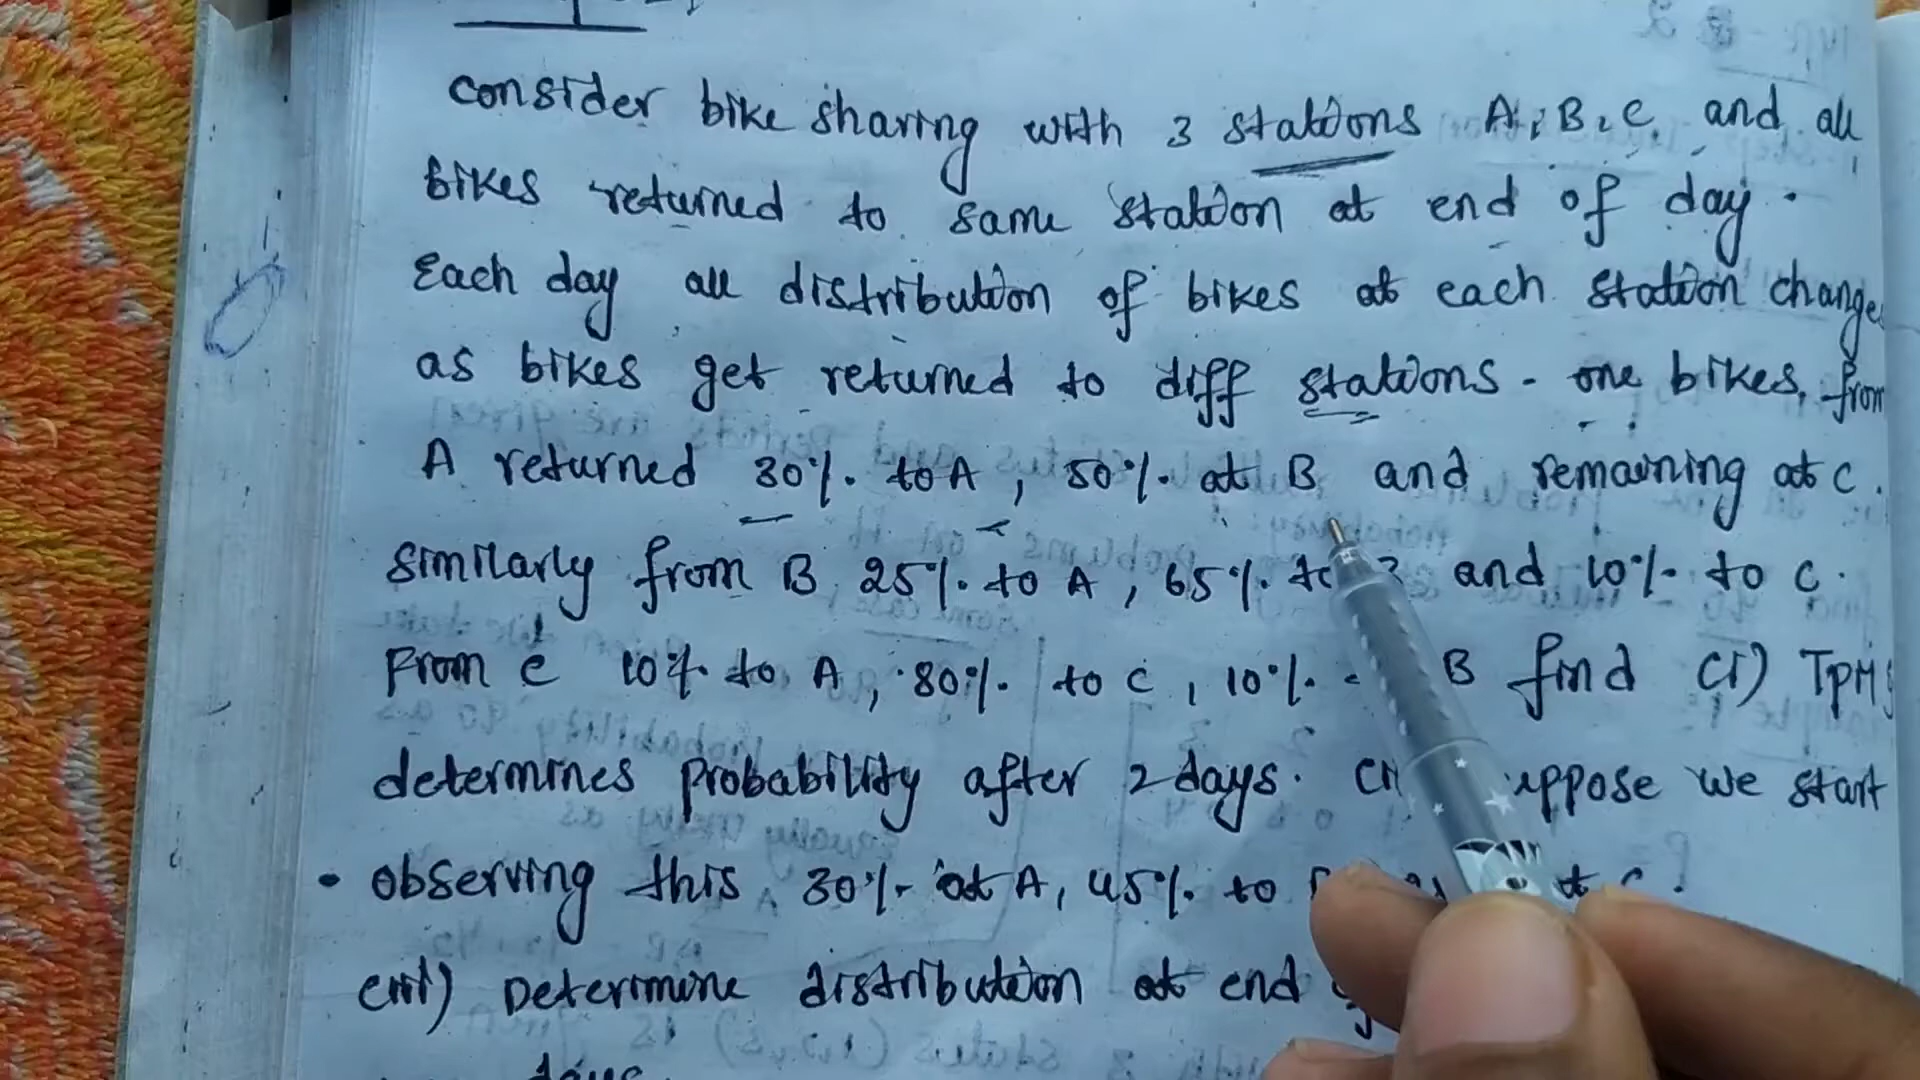 consider bike sharing with 3 stations A, B, C and all
bikes returned to same station at end of day.
Each day all distribution of bikes at each station change
as bikes get returned to diff stations - one bikes, from
A returned 30%. to A, 50%. at B and remaining at C.
similarly from B 25%. to A, 65%. to B and 10%. to C.
From C 10%. to A, 80%. to C, 10%. B find (i) TPM
determines probability after 2 days. suppose we start
• observing this 30%. at A, 45%. to at C.
(iii) Determine distribution at end
days.